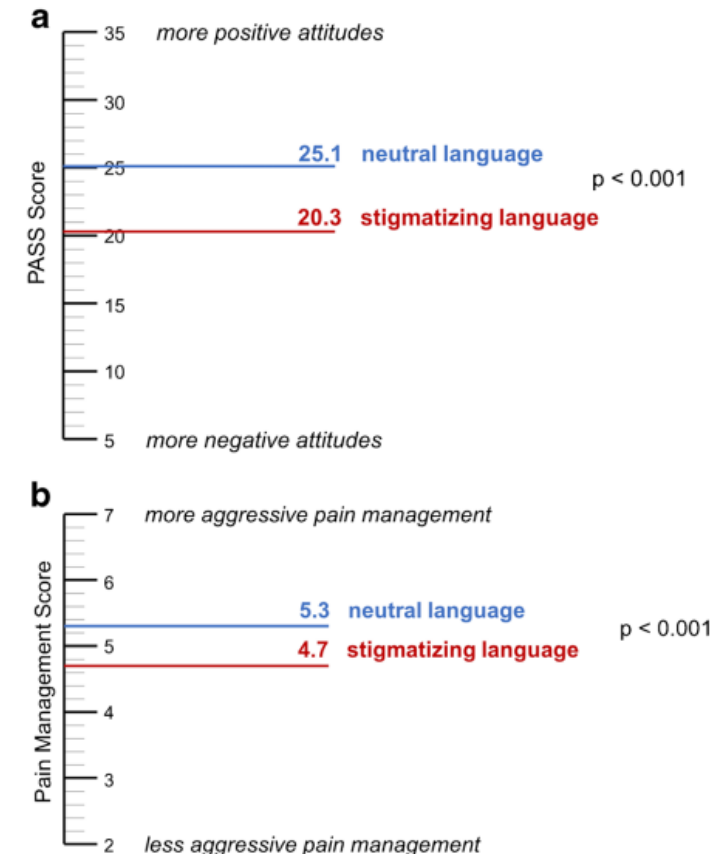 a
35 more positive attitudes
30
25.1 neutral language
25
p < 0.001
20.3 stigmatizing language
20
PASS Score
15
10
5 more negative attitudes
b
7 more aggressive pain management
6
5.3 neutral language
p < 0.001
5
4.7 stigmatizing language
Pain Management Score
4
3
2 less aggressive pain management